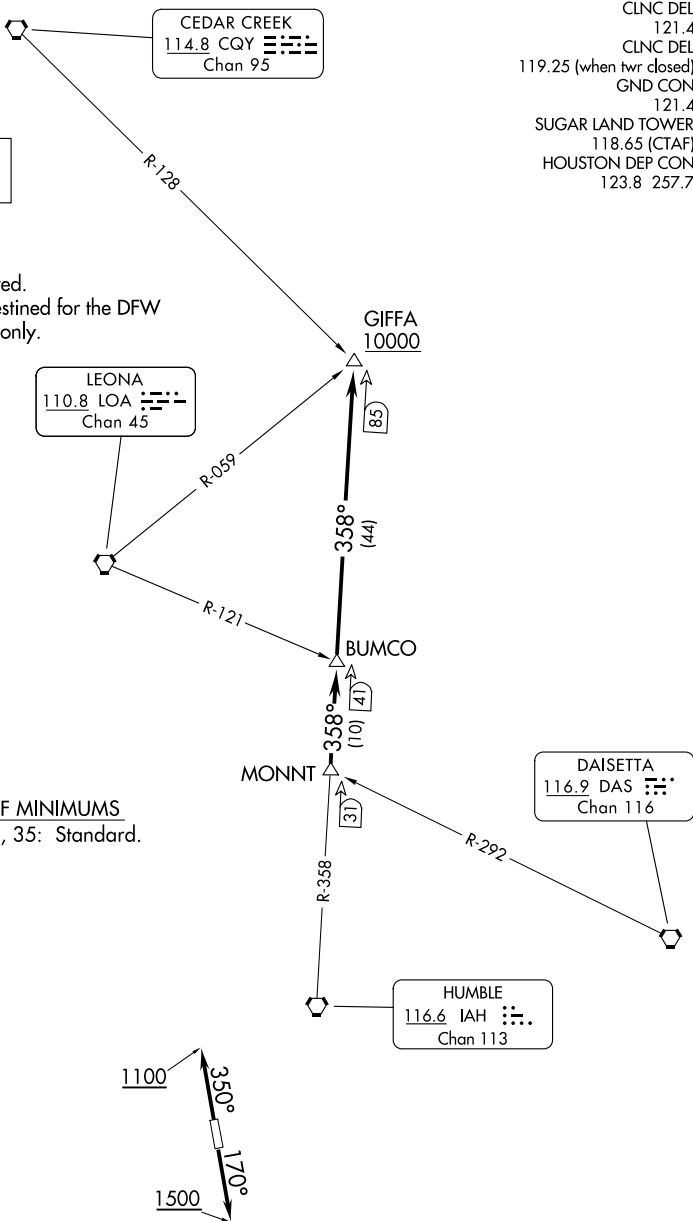 CEDAR CREEK
114.8 CQY
Chan 95
CLNC DEL
121.4
CLNC DEL
119.25 (when twr closed)
GND CON
121.4
SUGAR LAND TOWER
118.65 (CTAF)
HOUSTON DEP CON
123.8 257.7
R-128
ed.
estined for the DFW
only.
GIFFA
10000
LEONA
110.8 LOA
Chan 45
85
R-059
358°
(44)
R-121
BUMCO
41
358°
(10)
MONNT
31
DAISETTA
116.9 DAS
Chan 116
F MINIMUMS
, 35: Standard.
R-292
R-358
HUMBLE
116.6 IAH
Chan 113
1100
350°
170°
1500